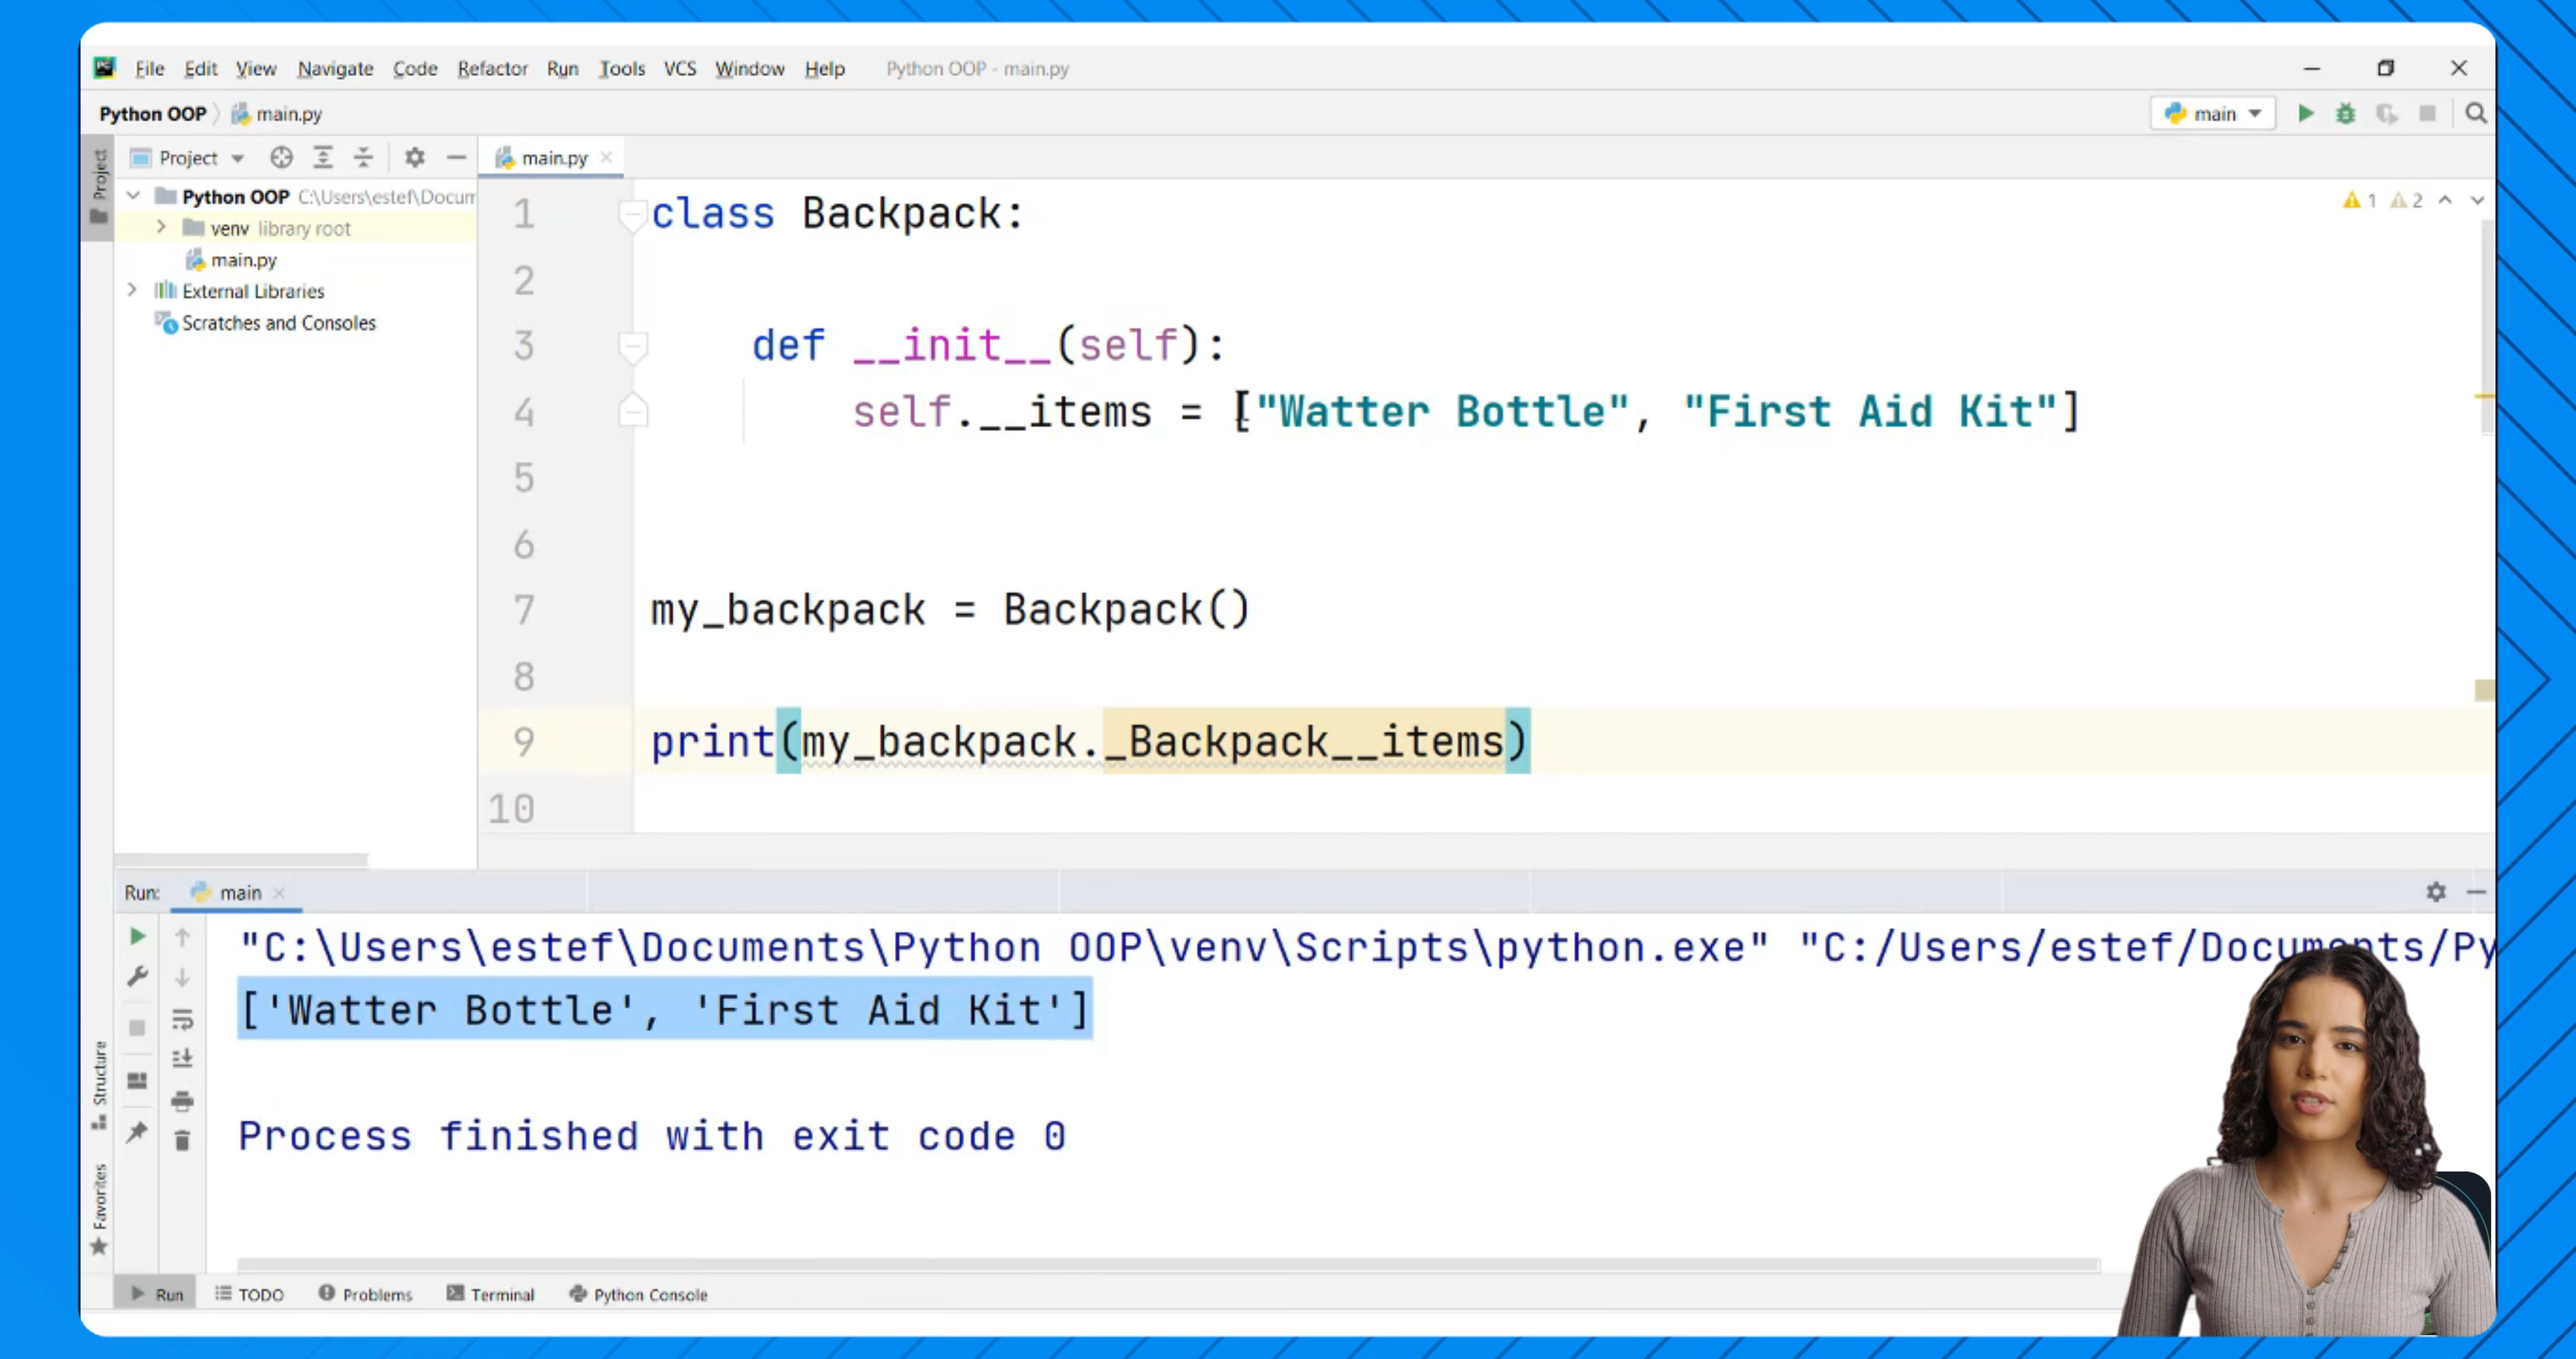 File Edit View Navigate Code Refactor Run Tools VCS Window Help Python OOP - main.py
Python OOP main.py
main
Project
Project
main.py
Python OOP C:\Users\estef\Docum
venv library root
main.py
External Libraries
Scratches and Consoles
1 2
1 class Backpack:
2
3 def __init__(self):
4 self.__items = ["Watter Bottle", "First Aid Kit"]
5
6
7 my_backpack = Backpack()
8
9 print(my_backpack._Backpack__items)
10
Run: main
"C:\Users\estef\Documents\Python OOP\venv\Scripts\python.exe" "C:/Users/estef/Documents/Py
['Watter Bottle', 'First Aid Kit']
Process finished with exit code 0
Structure
Favorites
Run TODO Problems Terminal Python Console